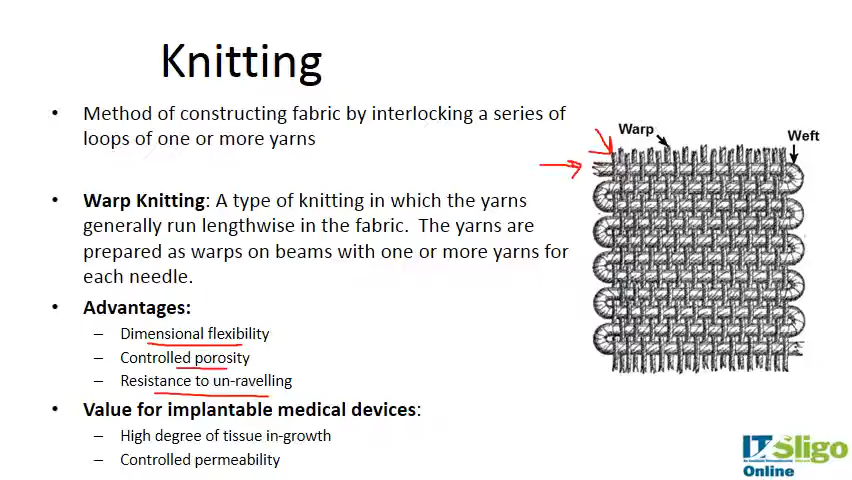 Knitting
• Method of constructing fabric by interlocking a series of
loops of one or more yarns
Warp
Weft
• Warp Knitting: A type of knitting in which the yarns
generally run lengthwise in the fabric. The yarns are
prepared as warps on beams with one or more yarns for
each needle.
• Advantages:
– Dimensional flexibility
– Controlled porosity
– Resistance to un-ravelling
• Value for implantable medical devices:
– High degree of tissue in-growth
– Controlled permeability
IT Sligo
Online